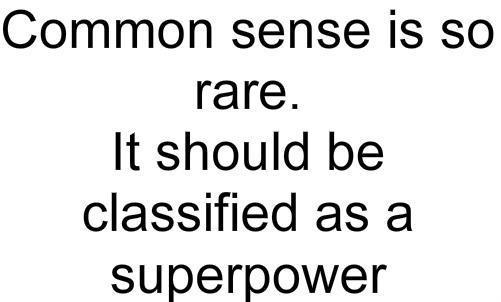 Common sense is so
rare.
It should be
classified as a
superpower